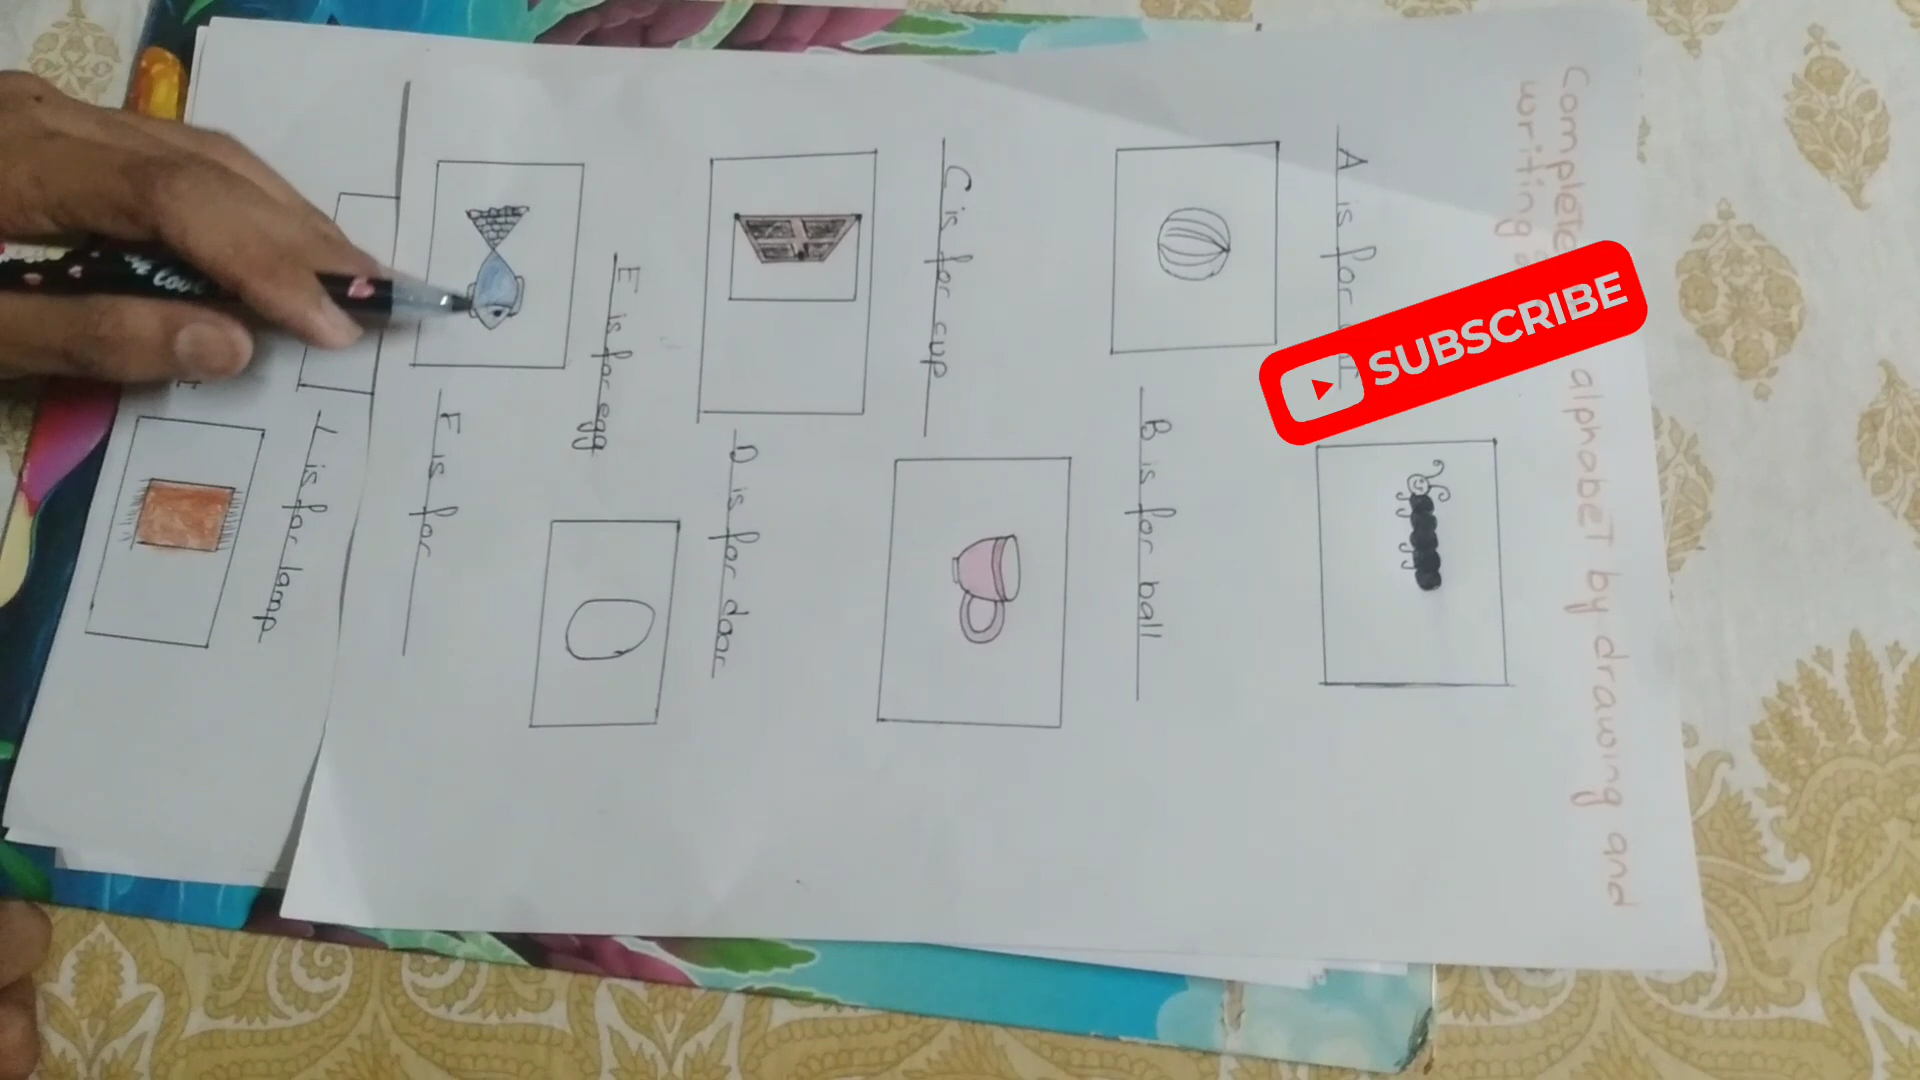 Complete alphabet by drawing and
writing
A is for
B is for ball
C is for cup
D is for door
E is for egg
F is for
L is for lamp
SUBSCRIBE